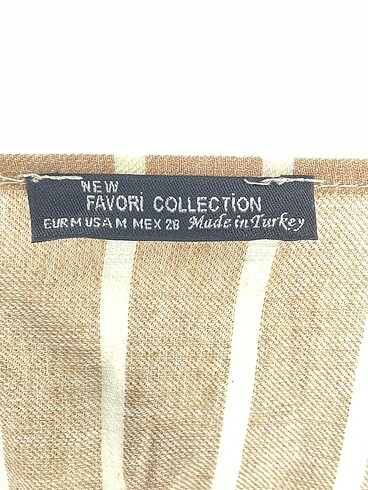 NEW
FAVORİ COLLECTİON
EUR M USA M MEX 28 Made in Turkey